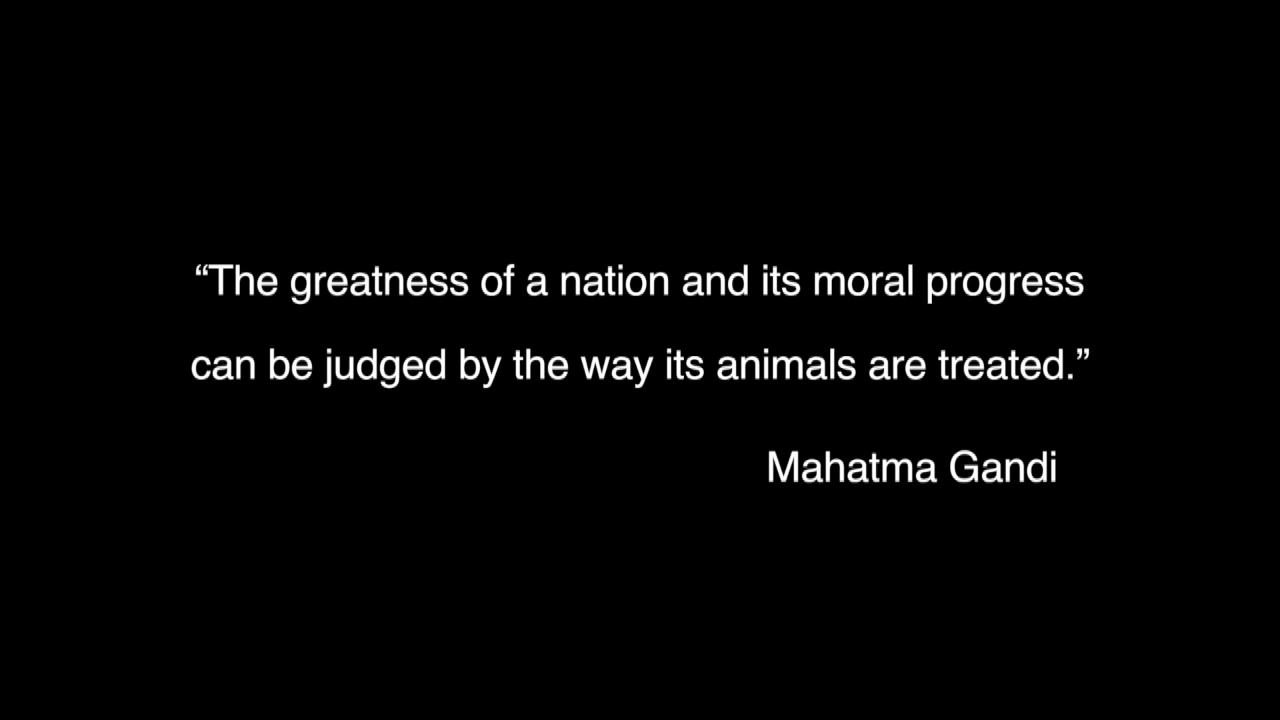 “The greatness of a nation and its moral progress
can be judged by the way its animals are treated.”
Mahatma Gandi